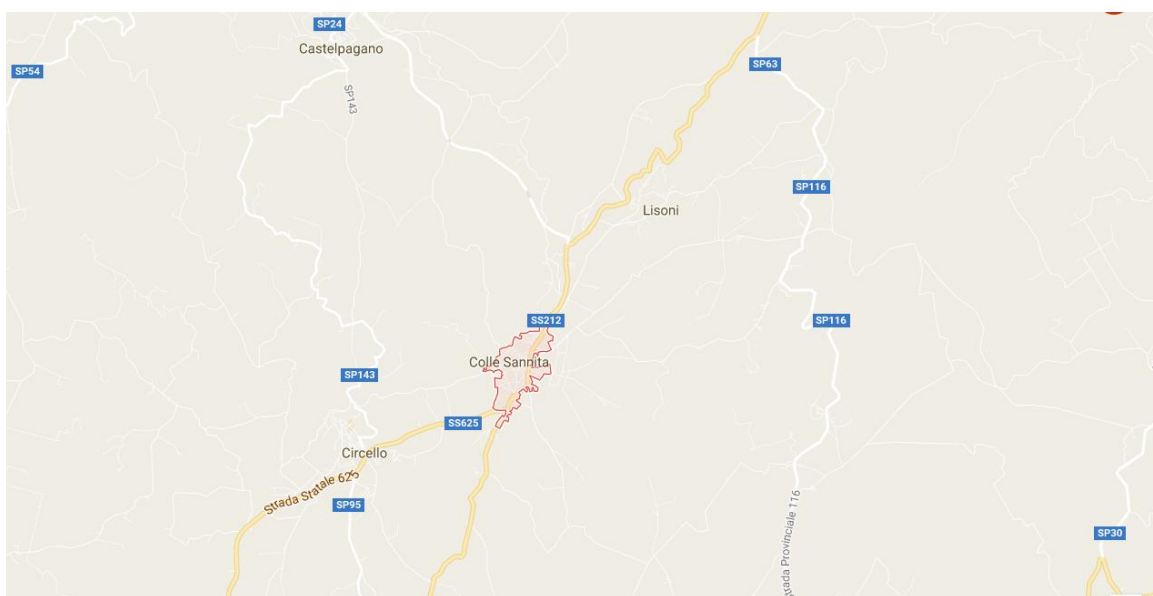 SP24
Castelpagano
SP54
SP63
SP143
SP116
Lisoni
SS212
SP116
Colle Sannita
SP143
SS625
Circello
Strada Statale 625
SP95
Strada Provinciale 116
SP30